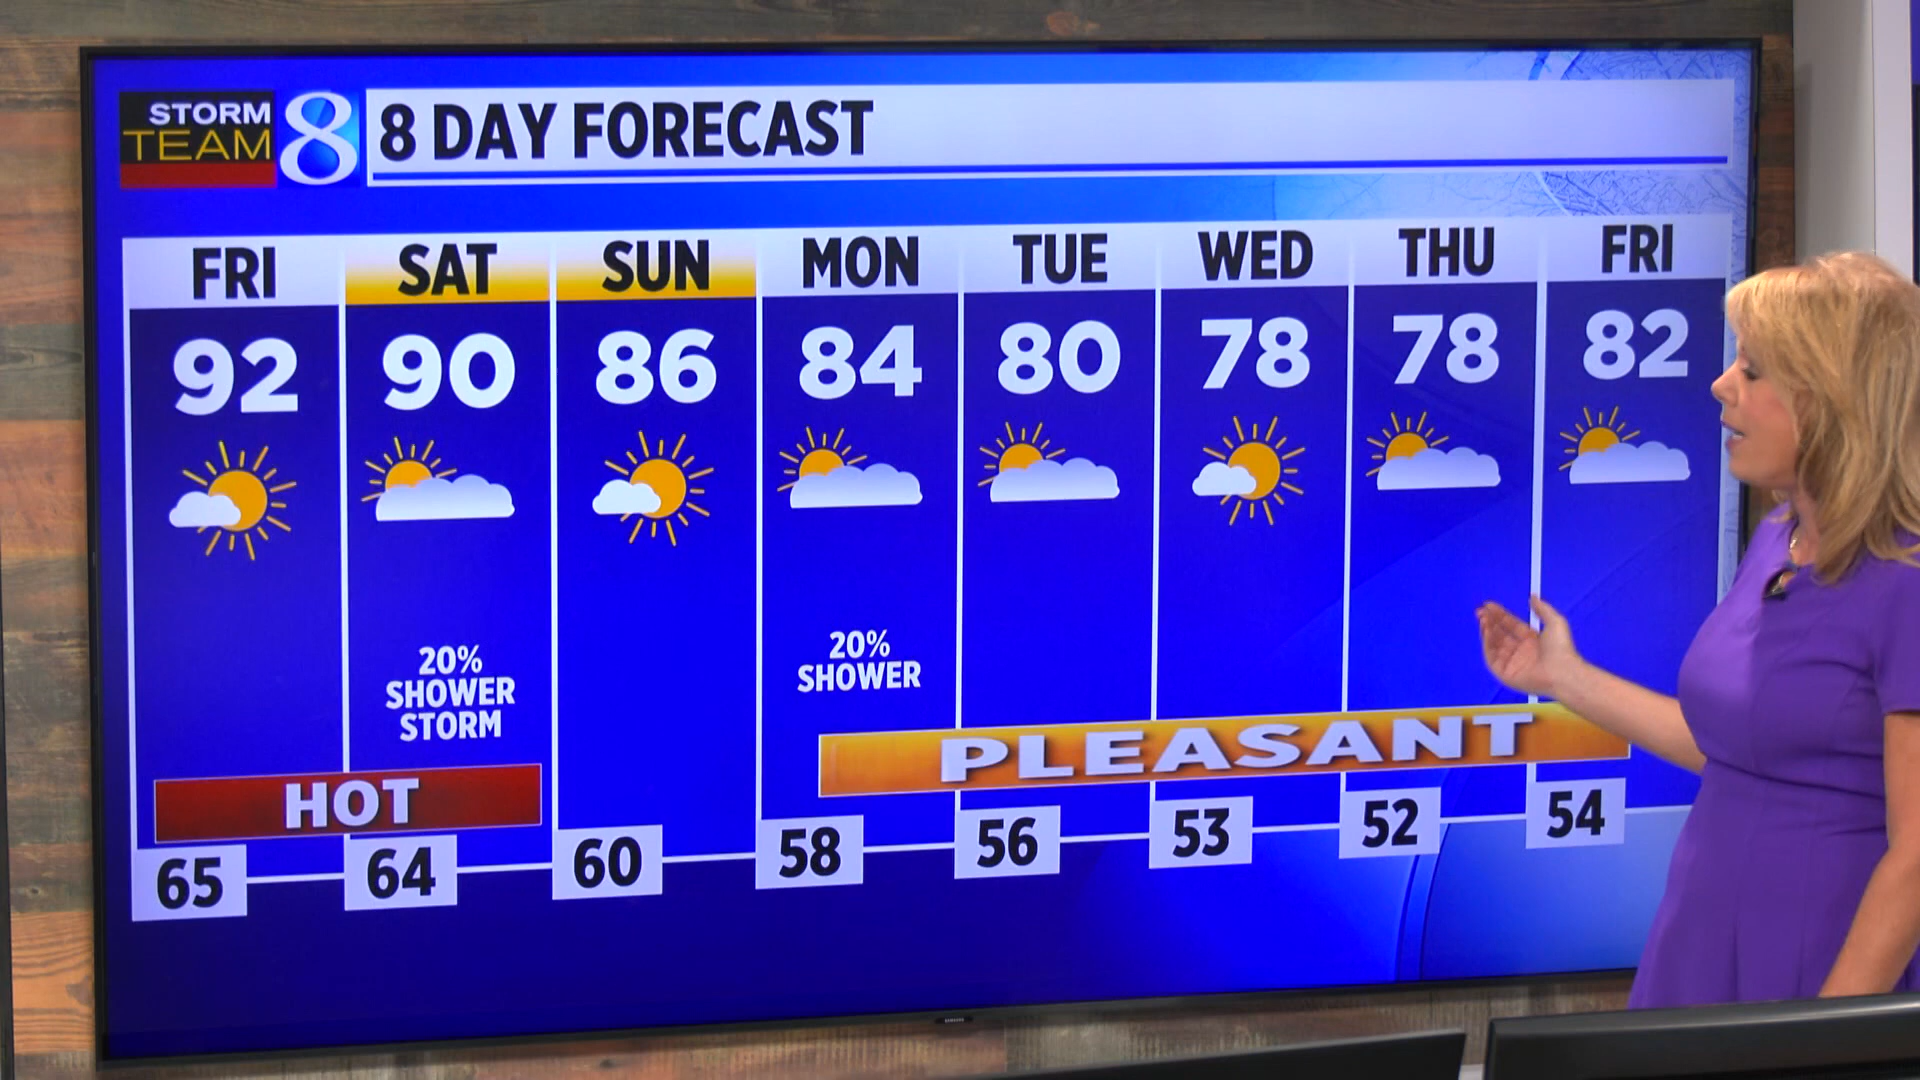 STORM
TEAM
8
8 DAY FORECAST
FRI SAT SUN MON TUE WED THU FRI
92 90 86 84 80 78 78 82
20%
SHOWER
STORM
20%
SHOWER
HOT
PLEASANT
65 64 60 58 56 53 52 54
SAMSUNG